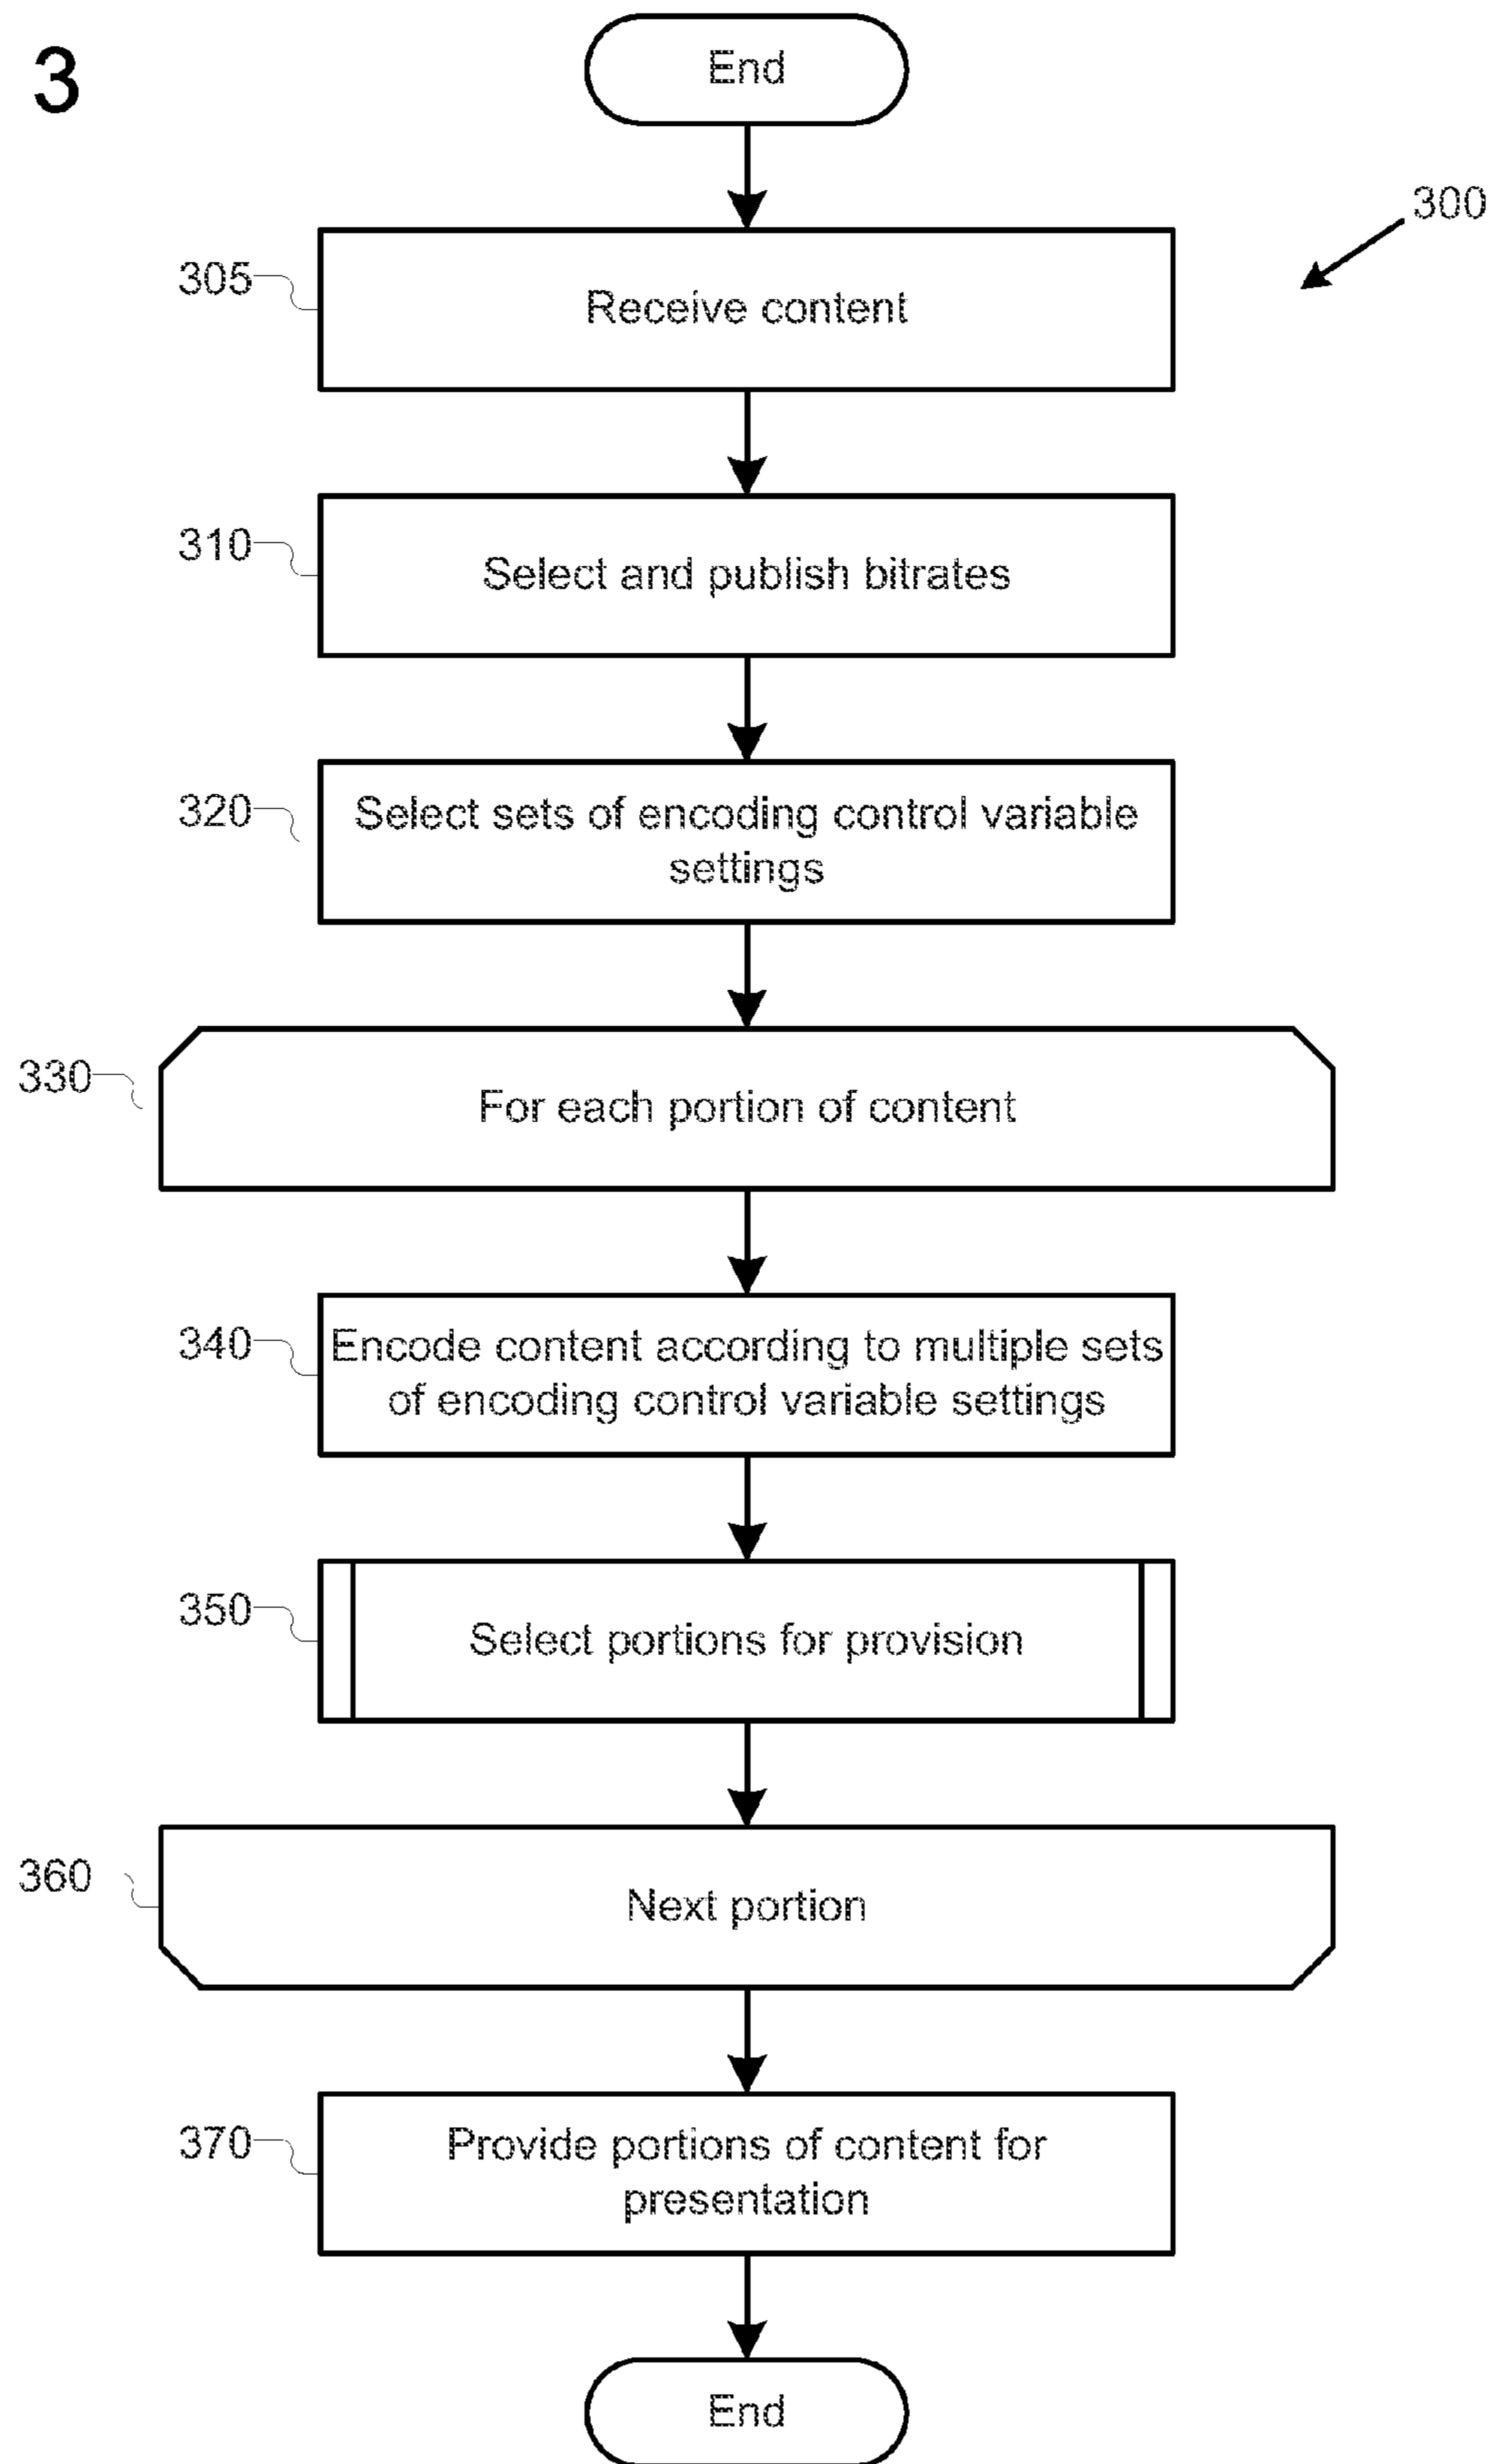 3
End
300
305
Receive content
310
Select and publish bitrates
320
Select sets of encoding control variable
settings
330
For each portion of content
340
Encode content according to multiple sets
of encoding control variable settings
350
Select portions for provision
360
Next portion
370
Provide portions of content for
presentation
End